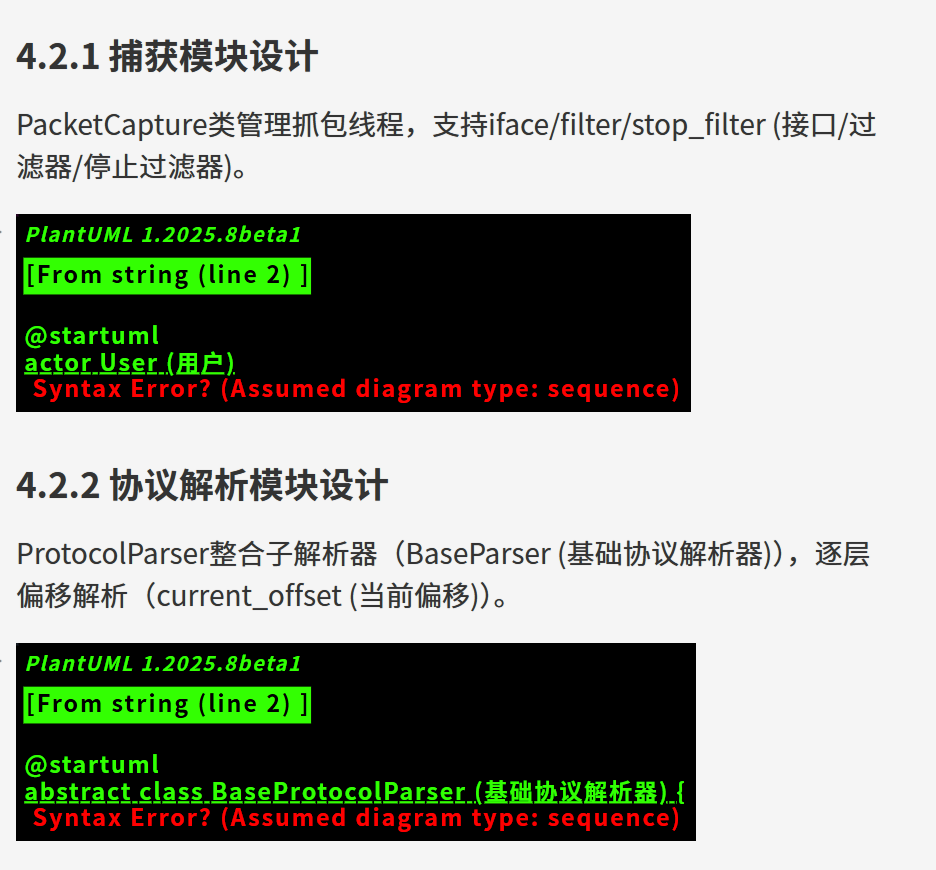 4.2.1 捕获模块设计
PacketCapture类管理抓包线程，支持iface/filter/stop_filter (接口/过
滤器/停止过滤器)。
PlantUML 1.2025.8beta1
[From string (line 2) ]
@startuml
actor User (用户)
Syntax Error? (Assumed diagram type: sequence)
4.2.2 协议解析模块设计
ProtocolParser整合子解析器（BaseParser (基础协议解析器)），逐层
偏移解析（current_offset (当前偏移)）。
PlantUML 1.2025.8beta1
[From string (line 2) ]
@startuml
abstract class BaseProtocolParser (基础协议解析器) {
Syntax Error? (Assumed diagram type: sequence)